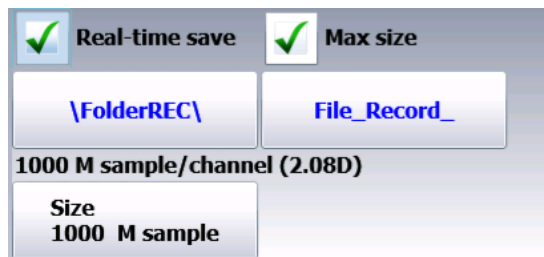 Real-time save Max size
\FolderREC\ File_Record_
1000 M sample/channel (2.08D)
Size
1000 M sample